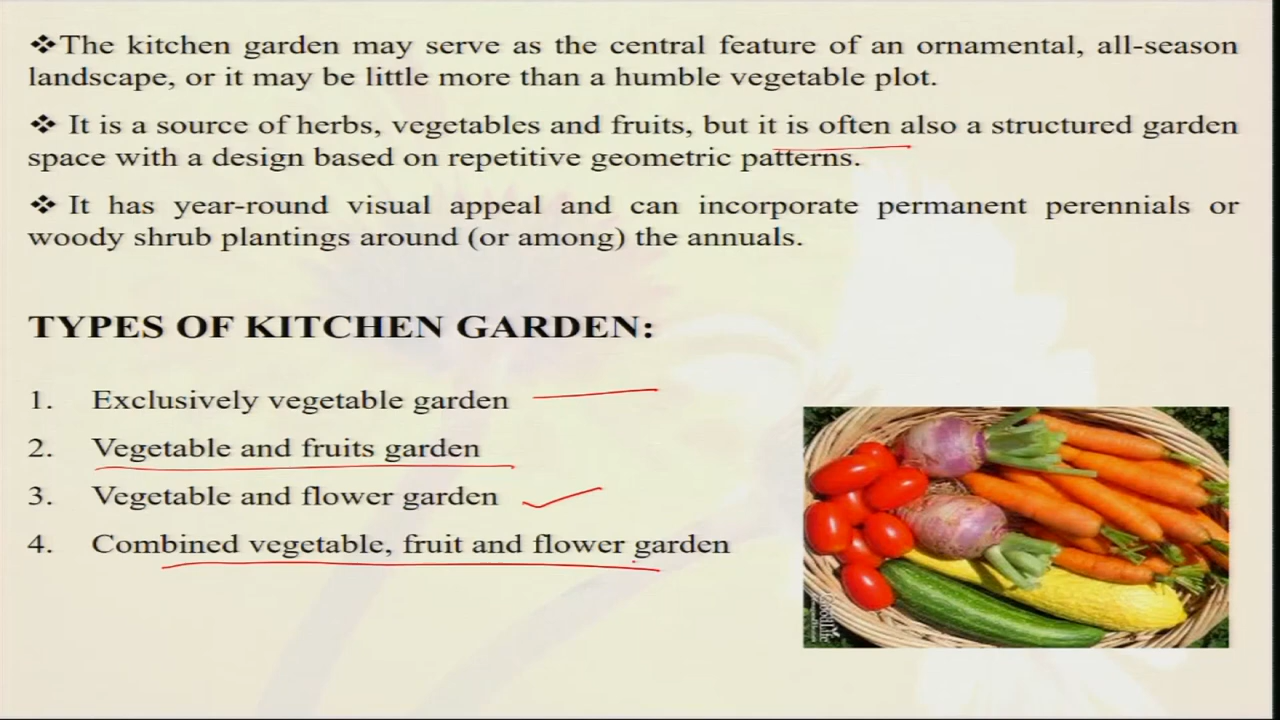 ❖The kitchen garden may serve as the central feature of an ornamental, all-season
landscape, or it may be little more than a humble vegetable plot.
❖ It is a source of herbs, vegetables and fruits, but it is often also a structured garden
space with a design based on repetitive geometric patterns.
❖ It has year-round visual appeal and can incorporate permanent perennials or
woody shrub plantings around (or among) the annuals.
TYPES OF KITCHEN GARDEN:
1. Exclusively vegetable garden
2. Vegetable and fruits garden
3. Vegetable and flower garden
4. Combined vegetable, fruit and flower garden